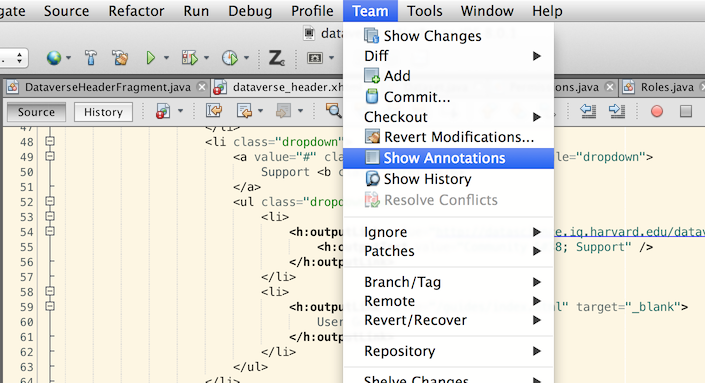 gate Source Refactor Run Debug Profile Team Tools Window Help
DataverseHeaderFragment.java dataverse_header.xh ons.java Roles.java
Source History
Show Changes
Diff
Add
Commit...
Checkout
Revert Modifications...
Show Annotations
Show History
Resolve Conflicts
Ignore
Patches
Branch/Tag
Remote
Revert/Recover
Repository
Shelve Changes
47 </li>
48 <li class="dropdown"
49 <a value="#" cla le="dropdown">
50 Support <b c
51 </a>
52 <ul class="dropd
53 <li>
54 <h:outpu e.iq.harvard.edu/datav
55 <h:o 8; Support" />
56 </h:outp
57 </li>
58 <li>
59 <h:outpu l" target="_blank">
60 User
61 </h:outp
62 </li>
63 </ul>
64 </li>